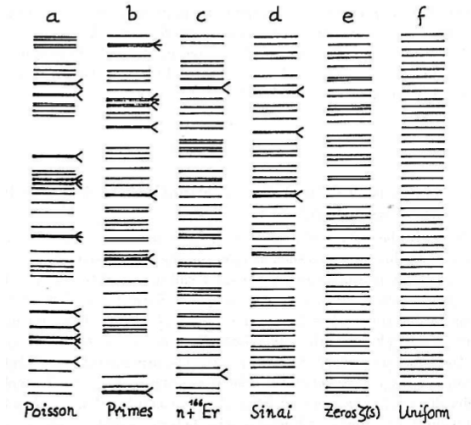 a b c d e f
Poisson Primes n+¹⁶⁶Er Sinai Zeros ζ(s) Uniform